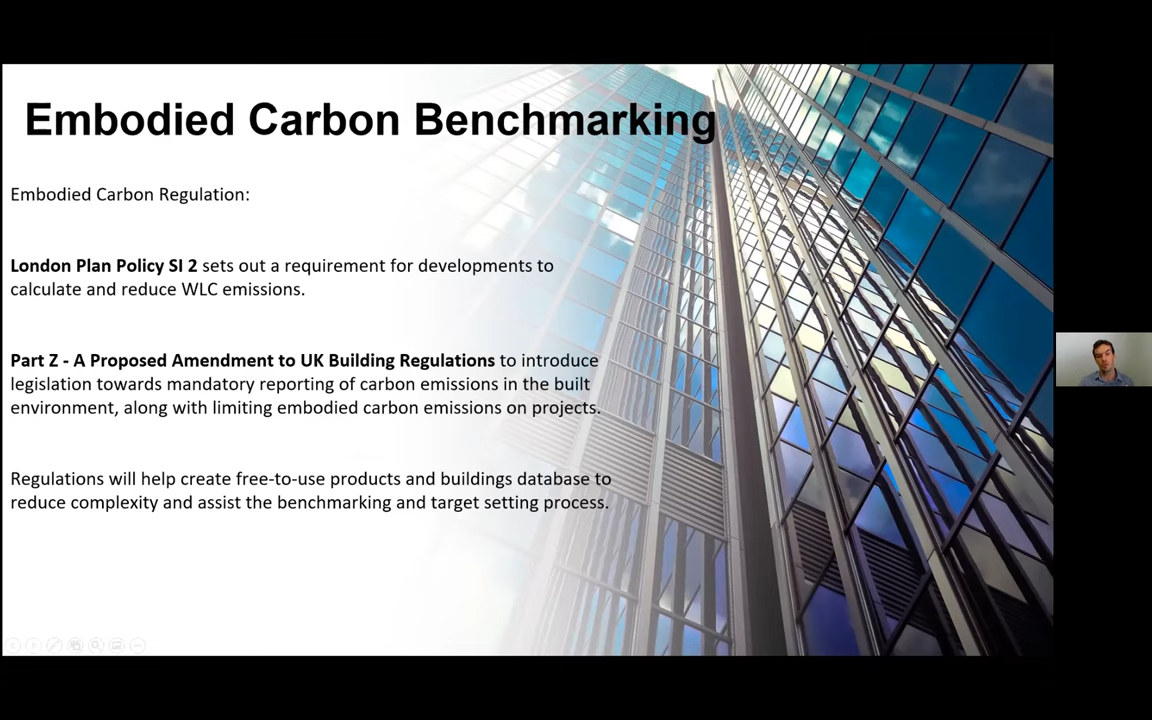 Embodied Carbon Benchmarking
Embodied Carbon Regulation:
London Plan Policy SI 2 sets out a requirement for developments to
calculate and reduce WLC emissions.
Part Z - A Proposed Amendment to UK Building Regulations to introduce
legislation towards mandatory reporting of carbon emissions in the built
environment, along with limiting embodied carbon emissions on projects.
Regulations will help create free-to-use products and buildings database to
reduce complexity and assist the benchmarking and target setting process.